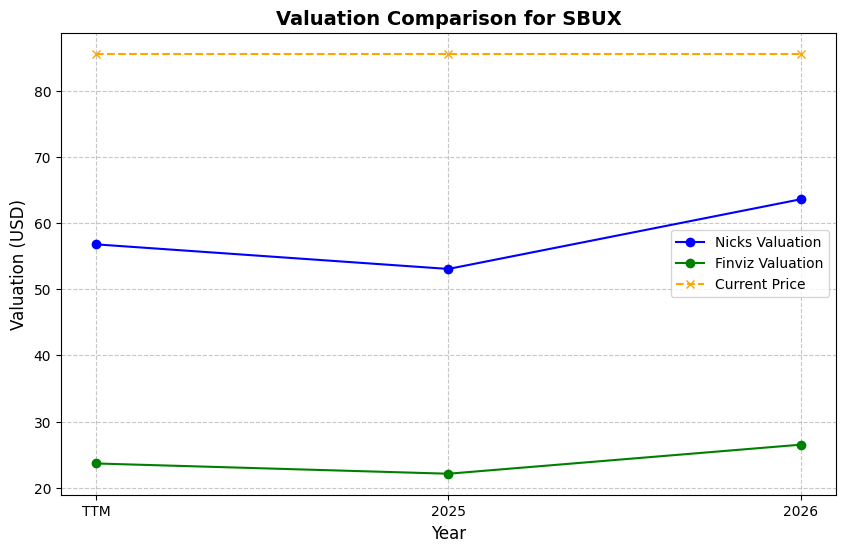 Valuation Comparison for SBUX
Valuation (USD)
80
70
60
50
40
30
20
Nicks Valuation
Finviz Valuation
Current Price
TTM 2025 2026
Year